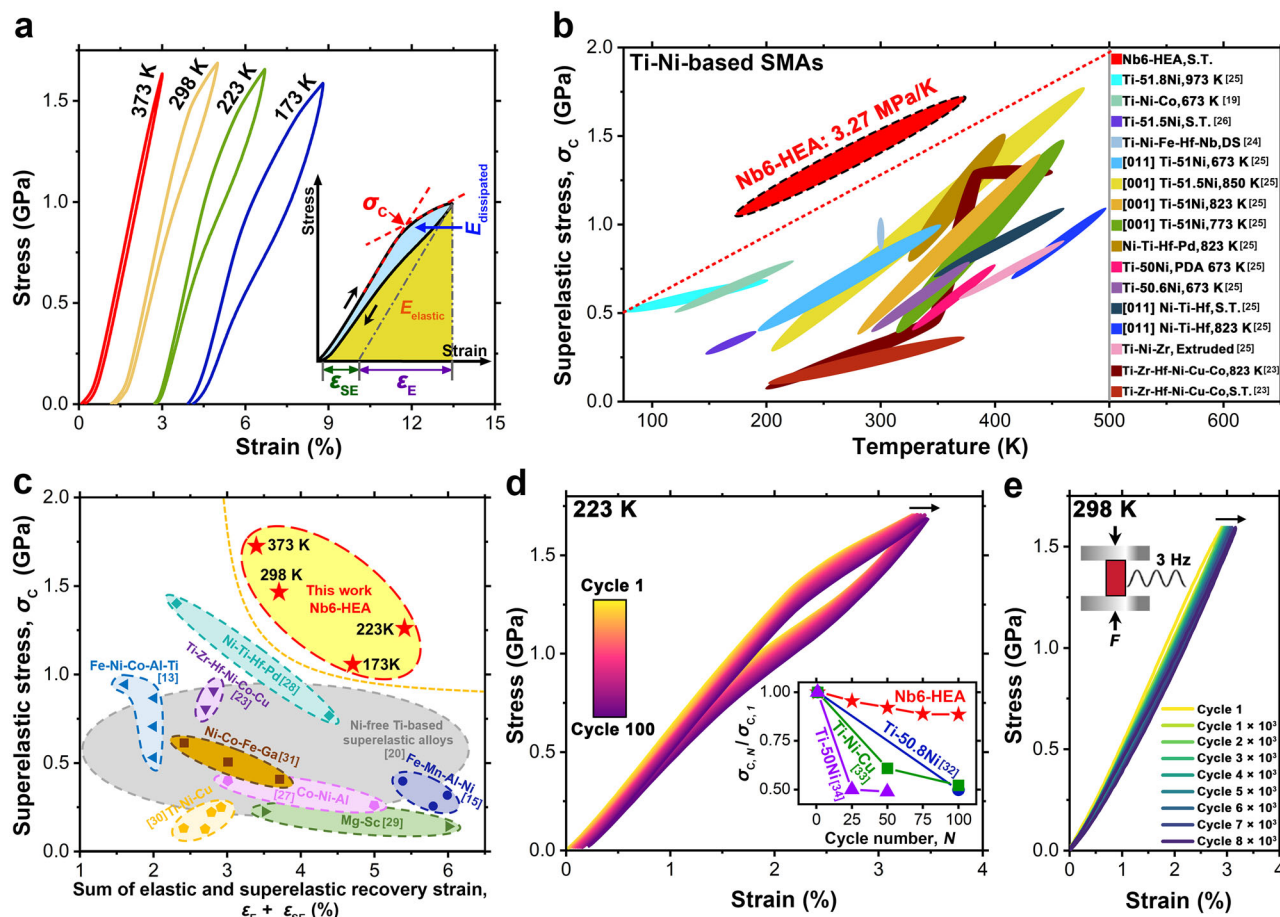 a
Stress (GPa)
1.5
1.0
0.5
0.0
373 K
298 K
223 K
173 K
Stress
σC
Edissipated
Eelastic
Strain
εSE
εE
0
3
6
9
12
15
Strain (%)
b
Ti-Ni-based SMAs
Superelastic stress, σC (GPa)
2.0
1.5
1.0
0.5
0.0
Nb6-HEA: 3.27 MPa/K
100
200
300
400
500
600
Temperature (K)
Nb6-HEA,S.T.
Ti-51.8Ni,973 K [25]
Ti-Ni-Co,673 K [19]
Ti-51.5Ni,S.T. [26]
Ti-Ni-Fe-Hf-Nb,DS [24]
[011] Ti-51Ni,673 K [25]
[001] Ti-51.5Ni,850 K [25]
[001] Ti-51Ni,823 K [25]
[001] Ti-51Ni,773 K [25]
Ni-Ti-Hf-Pd,823 K [25]
Ti-50Ni,PDA 673 K [25]
Ti-50.6Ni,673 K [25]
[011] Ni-Ti-Hf,S.T. [25]
[011] Ni-Ti-Hf,823 K [25]
Ti-Ni-Zr, Extruded [25]
Ti-Zr-Hf-Ni-Cu-Co,823 K[23]
Ti-Zr-Hf-Ni-Cu-Co,S.T. [23]
c
Superelastic stress, σC (GPa)
2.0
1.5
1.0
0.5
0.0
373 K
298 K
This work
Nb6-HEA
223K
173K
Ni-Ti-Hf-Pd[28]
Fe-Ni-Co-Al-Ti
[13]
Ti-Zr-Hf-Ni-Co-Cu
[23]
Ni-free Ti-based
superelastic alloys
[20]
Ni-Co-Fe-Ga[31]
Fe-Mn-Al-Ni
[15]
[27] Co-Ni-Al
[30]Ti-Ni-Cu
Mg-Sc[29]
1
2
3
4
5
6
Sum of elastic and superelastic recovery strain,
εE + εSE (%)
d
223 K
Stress (GPa)
1.5
1.0
0.5
0.0
Cycle 1
Cycle 100
σC,N/ σC,1
1.00
0.75
0.50
Nb6-HEA
Ti-50.8Ni[32]
Ti-Ni-Cu
[33]
Ti-50Ni[34]
0
25
50
75
100
Cycle number, N
0
1
2
3
4
Strain (%)
e
298 K
Stress (GPa)
1.5
1.0
0.5
0.0
3 Hz
F
Cycle 1
Cycle 1 × 10³
Cycle 2 × 10³
Cycle 3 × 10³
Cycle 4 × 10³
Cycle 5 × 10³
Cycle 6 × 10³
Cycle 7 × 10³
Cycle 8 × 10³
0
1
2
3
4
Strain (%)